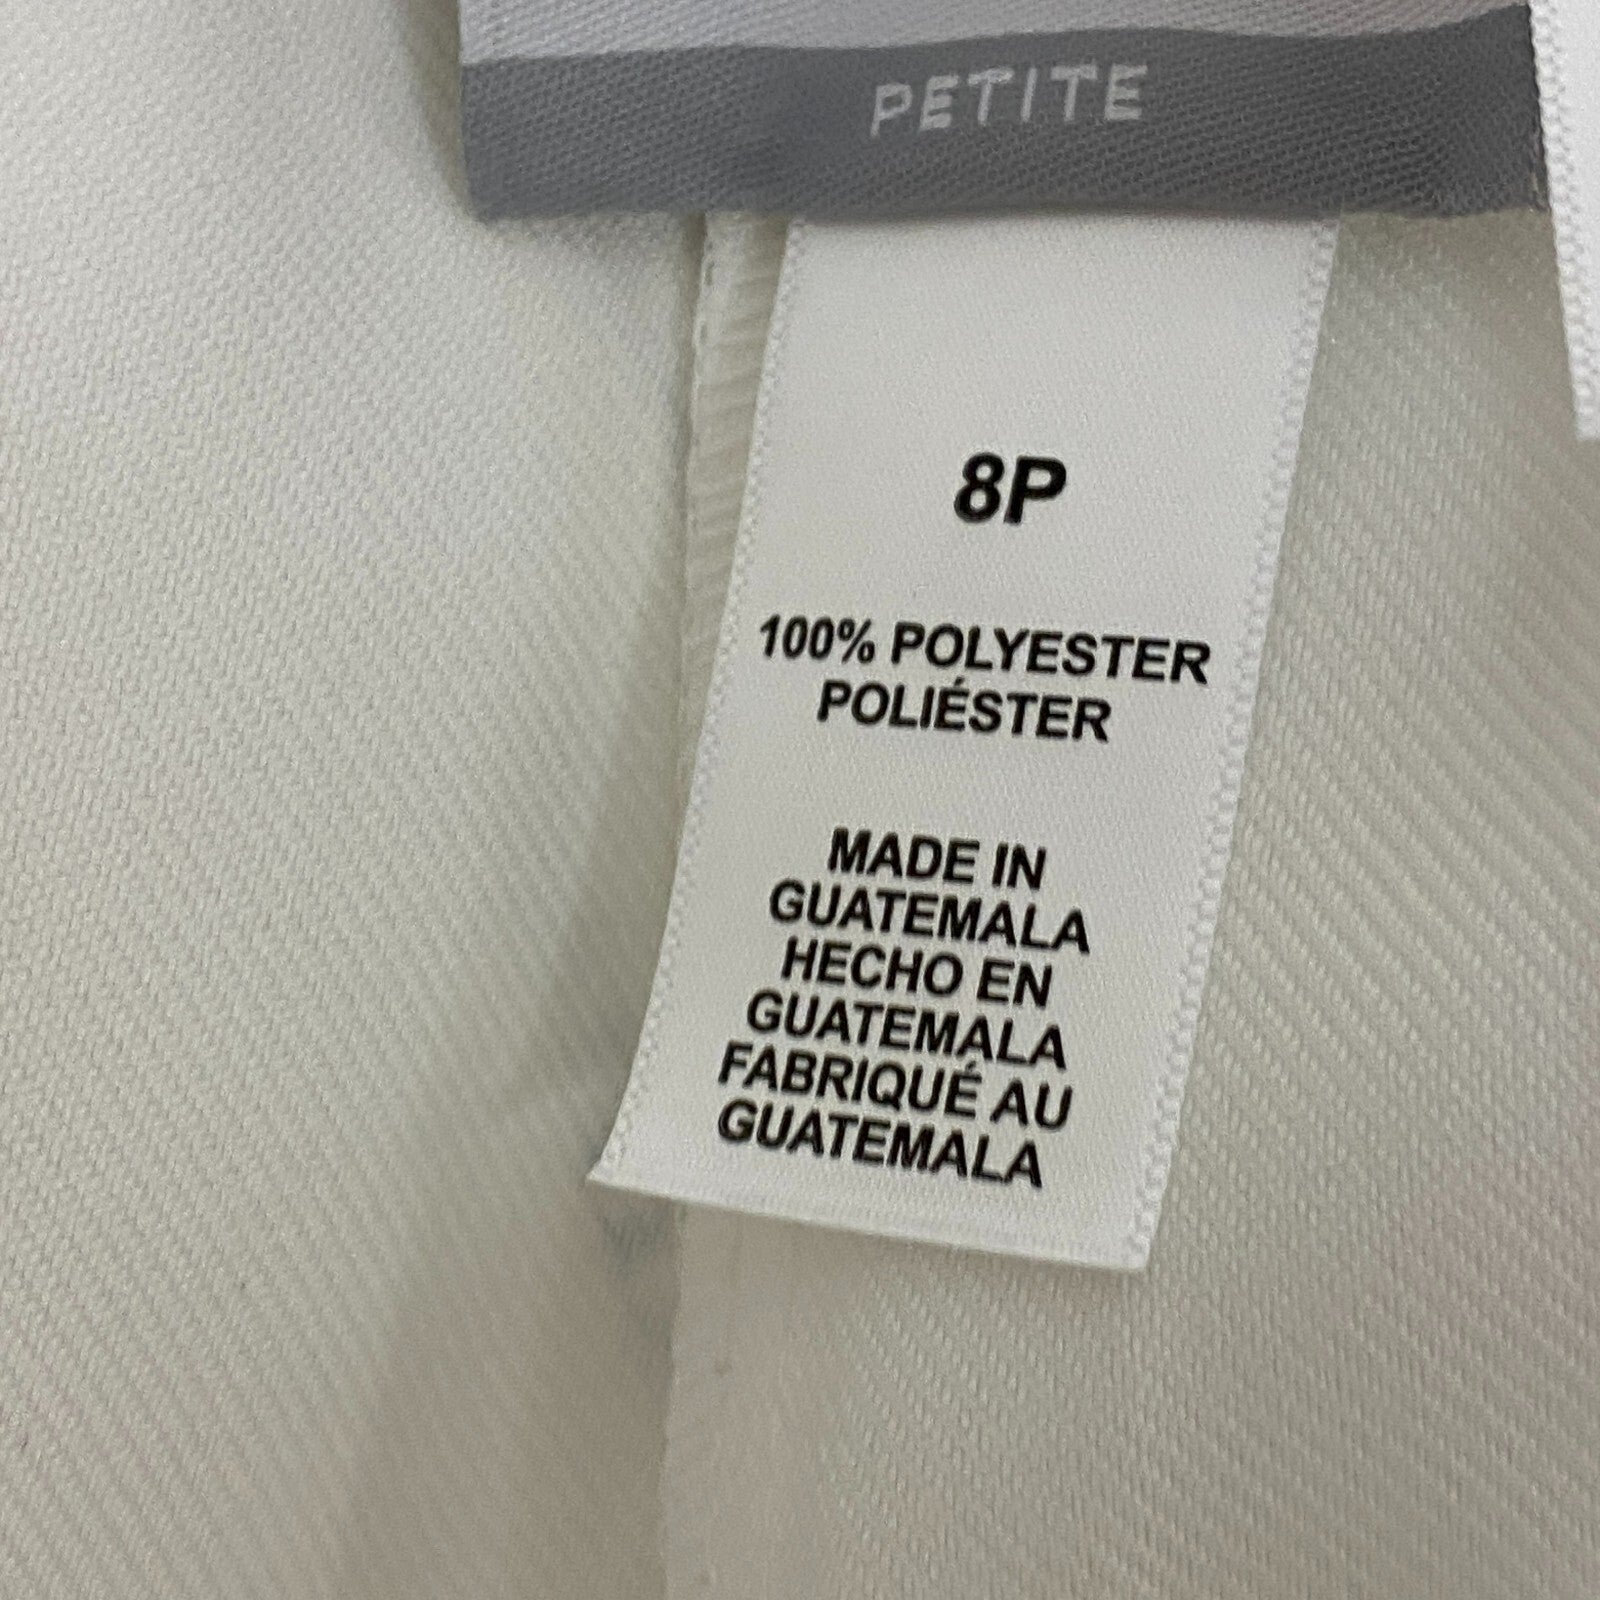 PETITE
8P
100% POLYESTER
POLIÉSTER
MADE IN
GUATEMALA
HECHO EN
GUATEMALA
FABRIQUÉ AU
GUATEMALA